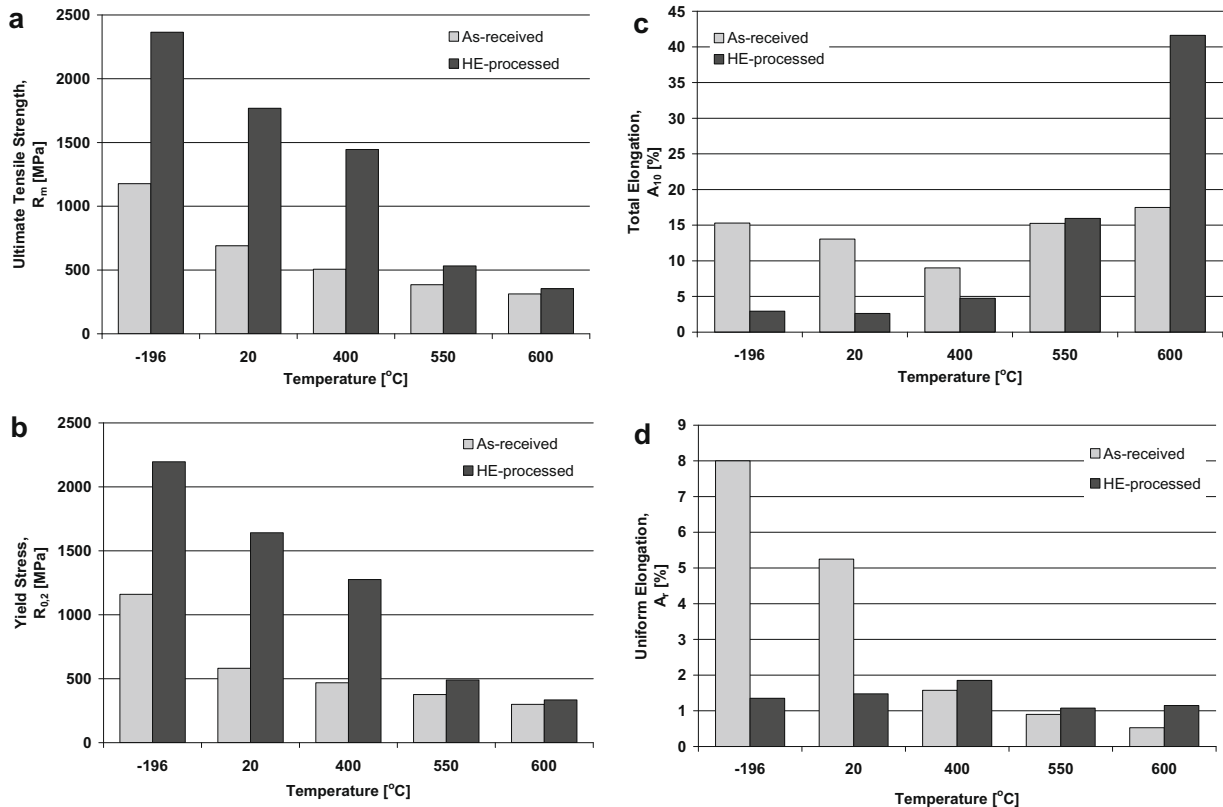 a
2500
2000
1500
1000
500
0
Ultimate Tensile Strength,
Rm [MPa]
As-received
HE-processed
-196 20 400 550 600
Temperature [oC]
c
45
40
35
30
25
20
15
10
5
0
Total Elongation,
A10 [%]
As-received
HE-processed
-196 20 400 550 600
Temperature [oC]
b
2500
2000
1500
1000
500
0
Yield Stress,
R0,2 [MPa]
As-received
HE-processed
-196 20 400 550 600
Temperature [oC]
d
9
8
7
6
5
4
3
2
1
0
Uniform Elongation,
Ar [%]
As-received
HE-processed
-196 20 400 550 600
Temperature [oC]